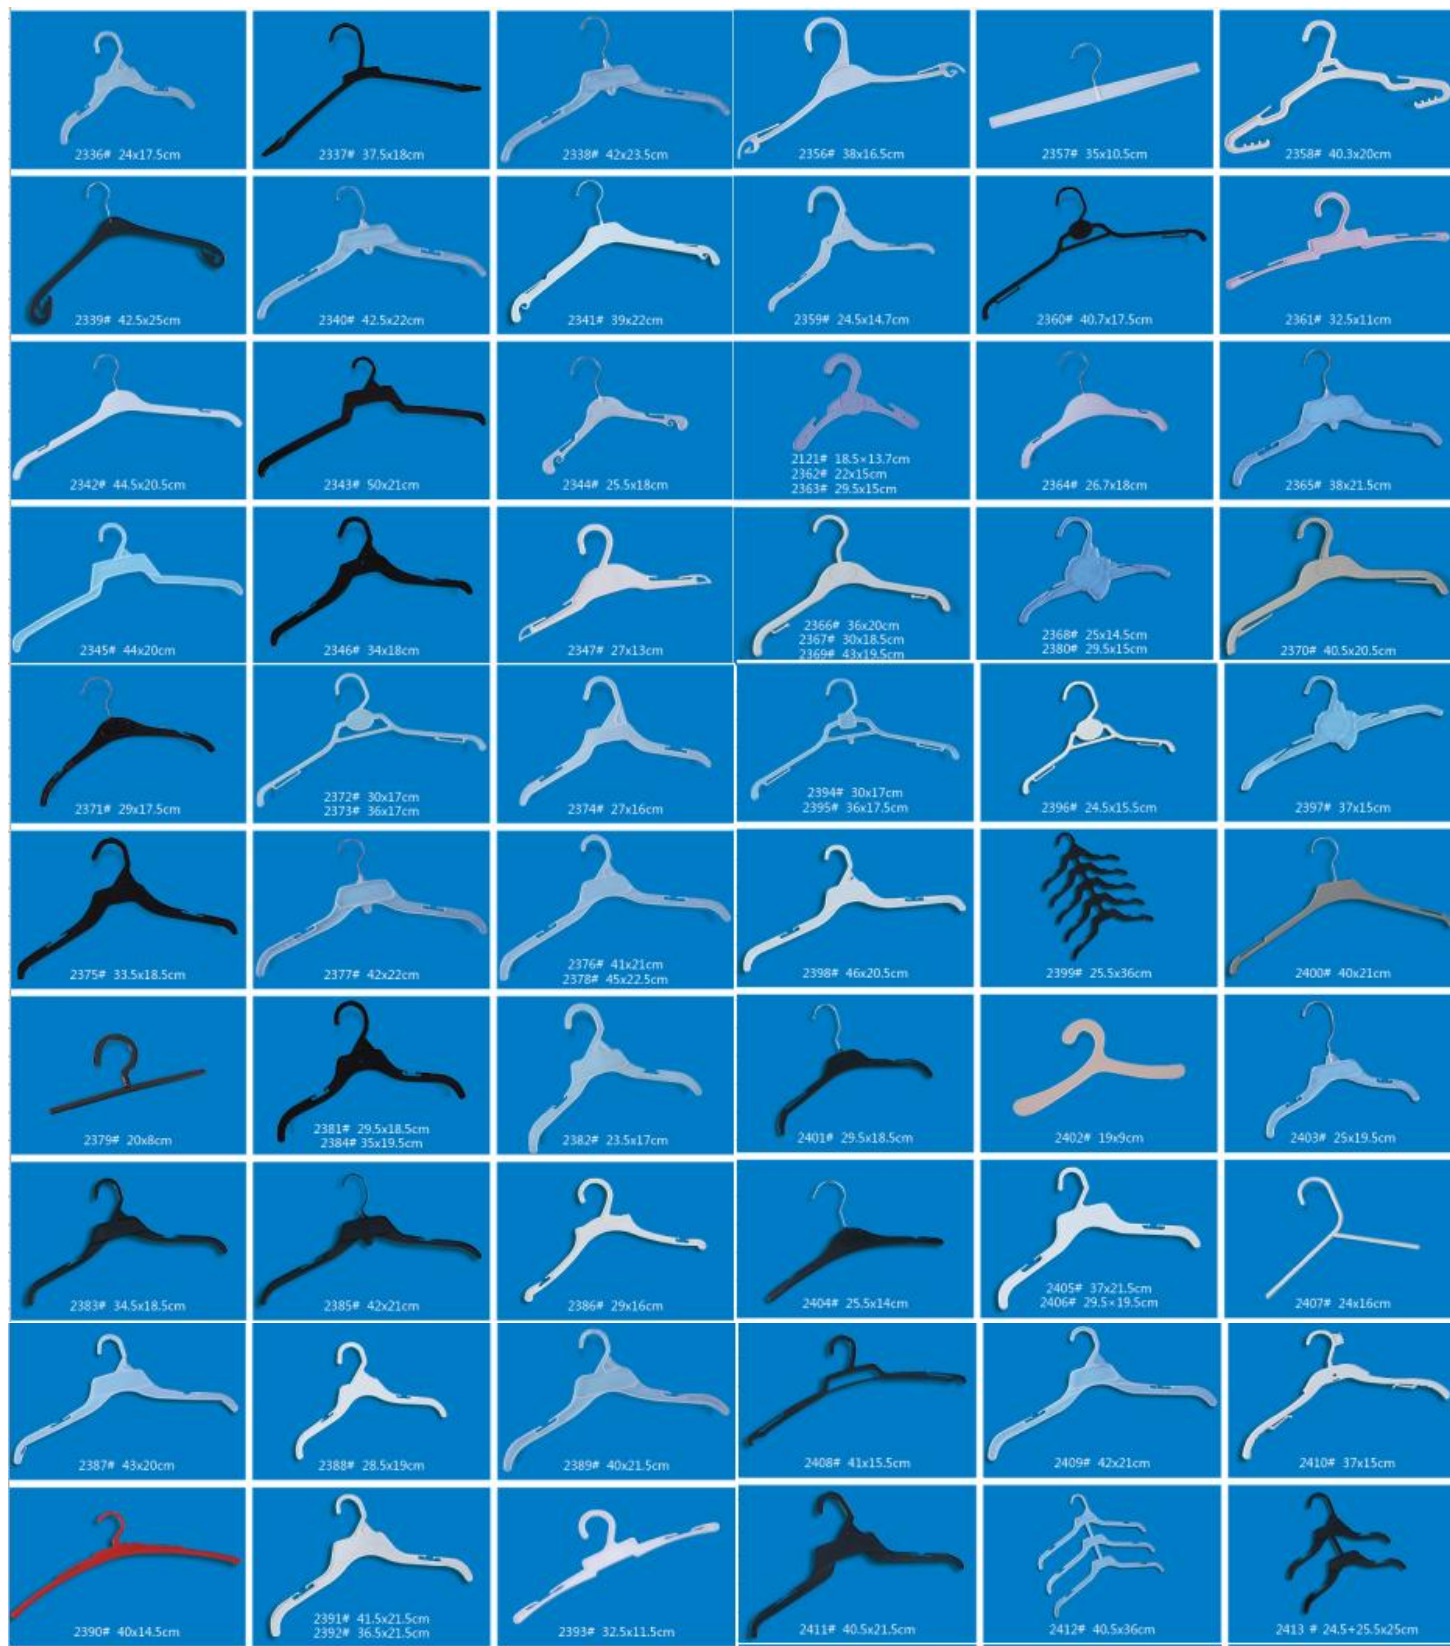 2336# 24x17.5cm
2337# 37.5x18cm
2338# 42x23.5cm
2356# 38x16.5cm
2357# 35x10.5cm
2358# 40.3x20cm
2339# 42.5x25cm
2340# 42.5x22cm
2341# 39x22cm
2359# 24.5x14.7cm
2360# 40.7x17.5cm
2361# 32.5x11cm
2342# 44.5x20.5cm
2343# 50x21cm
2344# 25.5x18cm
2121# 18.5×13.7cm
2362# 22x15cm
2363# 29.5x15cm
2364# 26.7x18cm
2365# 38x21.5cm
2345# 44x20cm
2346# 34x18cm
2347# 27x13cm
2366# 36x20cm
2367# 30x18.5cm
2369# 43x19.5cm
2368# 25x14.5cm
2380# 29.5x15cm
2370# 40.5x20.5cm
2371# 29x17.5cm
2372# 30x17cm
2373# 36x17cm
2374# 27x16cm
2394# 30x17cm
2395# 36x17.5cm
2396# 24.5x15.5cm
2397# 37x15cm
2375# 33.5x18.5cm
2377# 42x22cm
2376# 41x21cm
2378# 45x22.5cm
2398# 46x20.5cm
2399# 25.5x36cm
2400# 40x21cm
2379# 20x8cm
2381# 29.5x18.5cm
2384# 35x19.5cm
2382# 23.5x17cm
2401# 29.5x18.5cm
2402# 19x9cm
2403# 25x19.5cm
2383# 34.5x18.5cm
2385# 42x21cm
2386# 29x16cm
2404# 25.5x14cm
2405# 37x21.5cm
2406# 29.5×19.5cm
2407# 24x16cm
2387# 43x20cm
2388# 28.5x19cm
2389# 40x21.5cm
2408# 41x15.5cm
2409# 42x21cm
2410# 37x15cm
2390# 40x14.5cm
2391# 41.5x21.5cm
2392# 36.5x21.5cm
2393# 32.5x11.5cm
2411# 40.5x21.5cm
2412# 40.5x36cm
2413 # 24.5+25.5x25cm